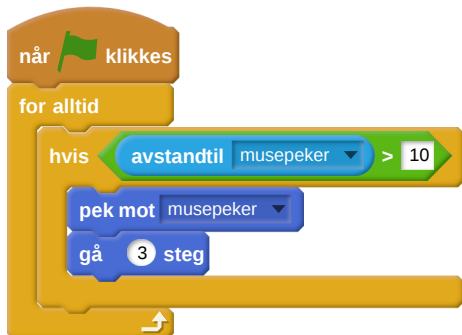 når klikkes
for alltid
hvis avstandtil musepeker > 10
pek mot musepeker
gå 3 steg